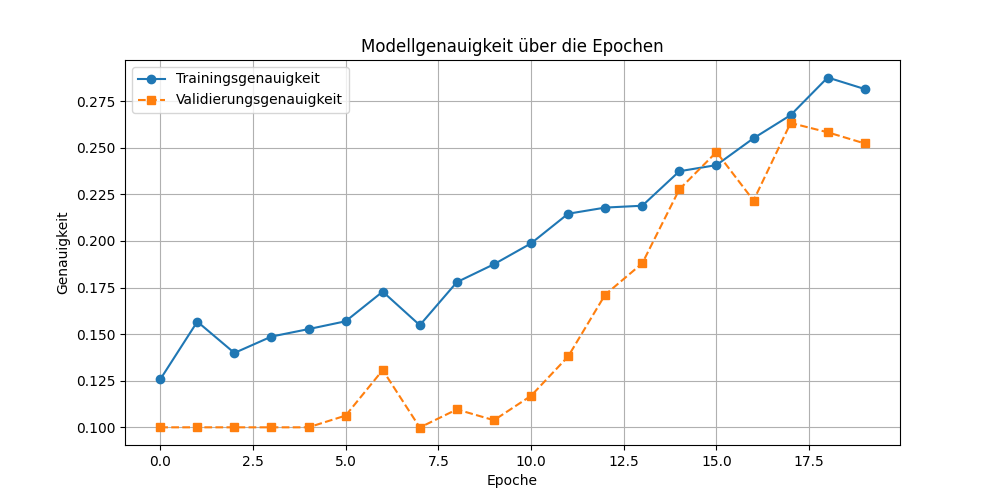 Modellgenauigkeit über die Epochen
Trainingsgenauigkeit
Validierungsgenauigkeit
0.275
0.250
0.225
0.200
0.175
0.150
0.125
0.100
Genauigkeit
0.0 2.5 5.0 7.5 10.0 12.5 15.0 17.5
Epoche